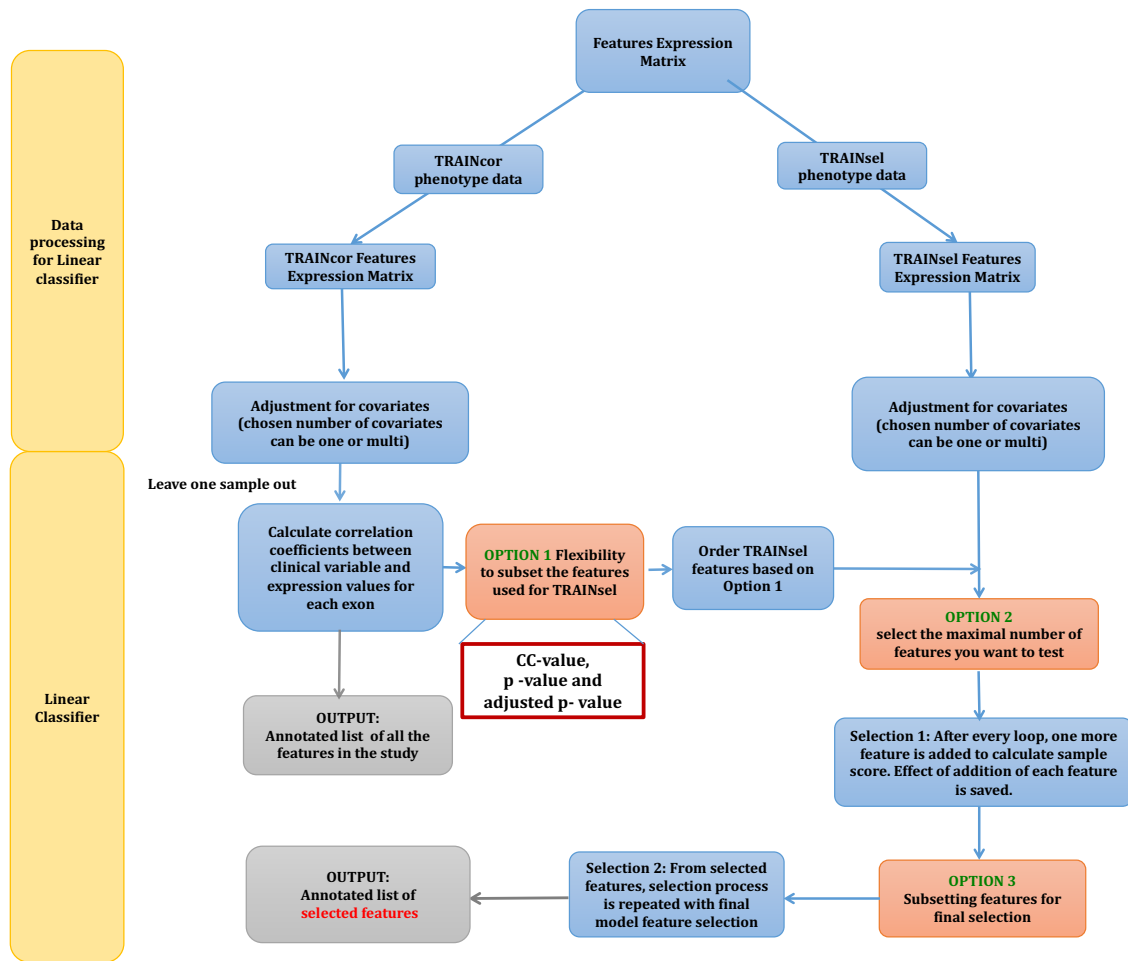 Features Expression
Matrix
TRAINcor
phenotype data
TRAINsel
phenotype data
Data
processing
for Linear
classifier
TRAINcor Features
Expression Matrix
TRAINsel Features
Expression Matrix
Adjustment for covariates
(chosen number of covariates
can be one or multi)
Adjustment for covariates
(chosen number of covariates
can be one or multi)
Leave one sample out
Calculate correlation
coefficients between
clinical variable and
expression values for
each exon
OPTION 1 Flexibility
to subset the features
used for TRAINsel
Order TRAINsel
features based on
Option 1
CC-value,
p -value and
adjusted p- value
OPTION 2
select the maximal number of
features you want to test
Linear
Classifier
OUTPUT:
Annotated list  of all the
features in the study
Selection 1: After every loop, one more
feature is added to calculate sample
score. Effect of addition of each feature
is saved.
OPTION 3
Subsetting features for
final selection
Selection 2: From selected
features, selection process
is repeated with final
model feature selection
OUTPUT:
Annotated list of
selected features